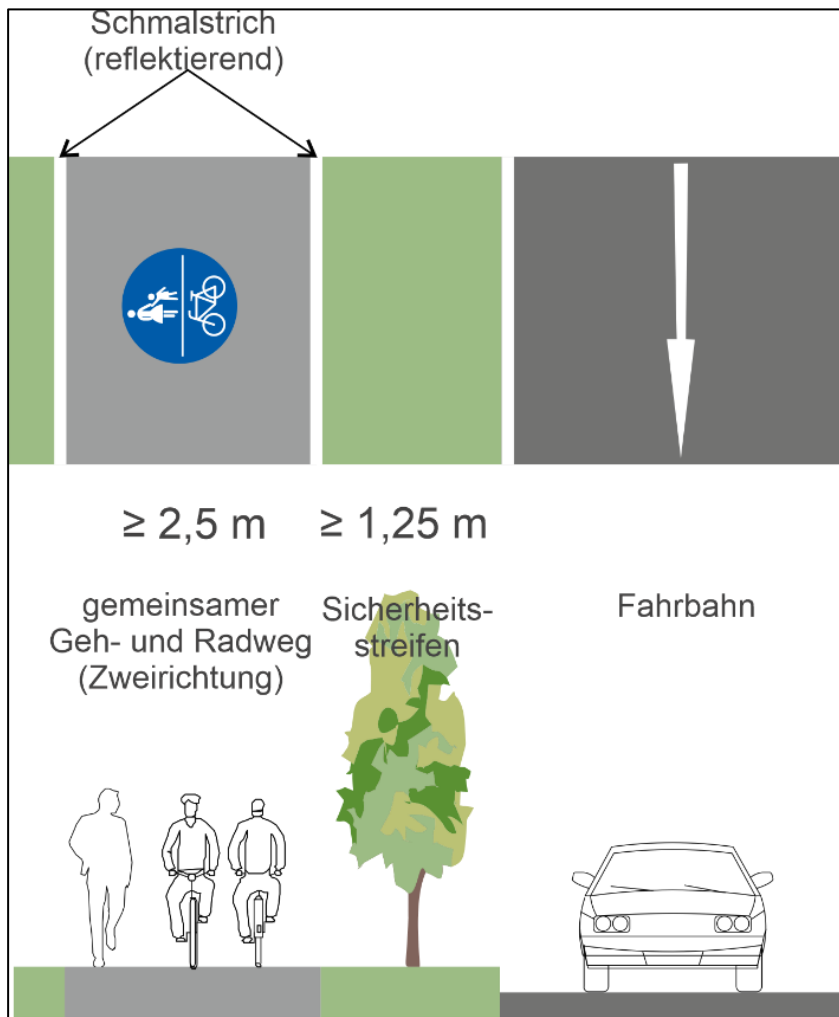 Schmalstrich
(reflektierend)
≥ 2,5 m
≥ 1,25 m
gemeinsamer
Geh- und Radweg
(Zweirichtung)
Sicherheits-
streifen
Fahrbahn